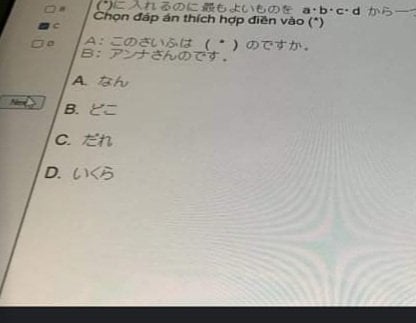 (*)に入れるのに最もよいものを a・b・c・d から一つ
Chọn đáp án thích hợp điền vào (*)
A：このさいふは（ * ）のですか。
B：アンナさんのです。
A. なん
B. どこ
C. だれ
D. いくら
B
C
D
Next